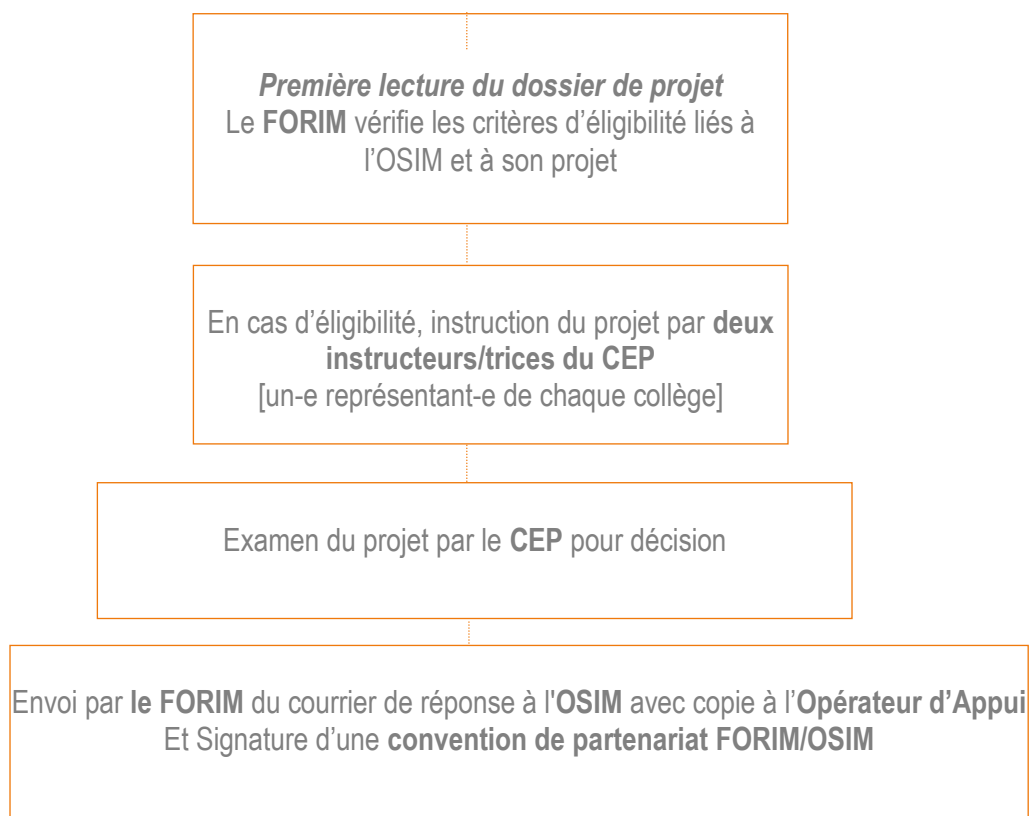 Première lecture du dossier de projet
Le FORIM vérifie les critères d’éligibilité liés à
l’OSIM et à son projet
En cas d’éligibilité, instruction du projet par deux
instructeurs/trices du CEP
[un-e représentant-e de chaque collège]
Examen du projet par le CEP pour décision
Envoi par le FORIM du courrier de réponse à l'OSIM avec copie à l’Opérateur d’Appui
Et Signature d’une convention de partenariat FORIM/OSIM